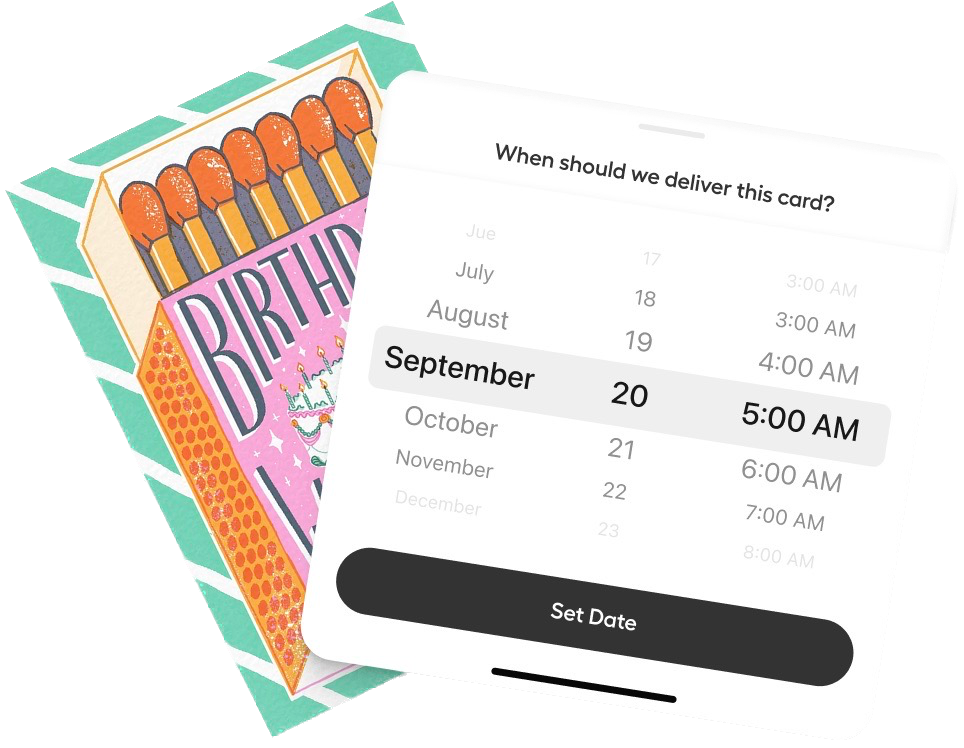 BIRTHD
When should we deliver this card?
Jue 17 3:00 AM
July 18 3:00 AM
August 19 4:00 AM
September 20 5:00 AM
October 21 6:00 AM
November 22 7:00 AM
December 23 8:00 AM
Set Date